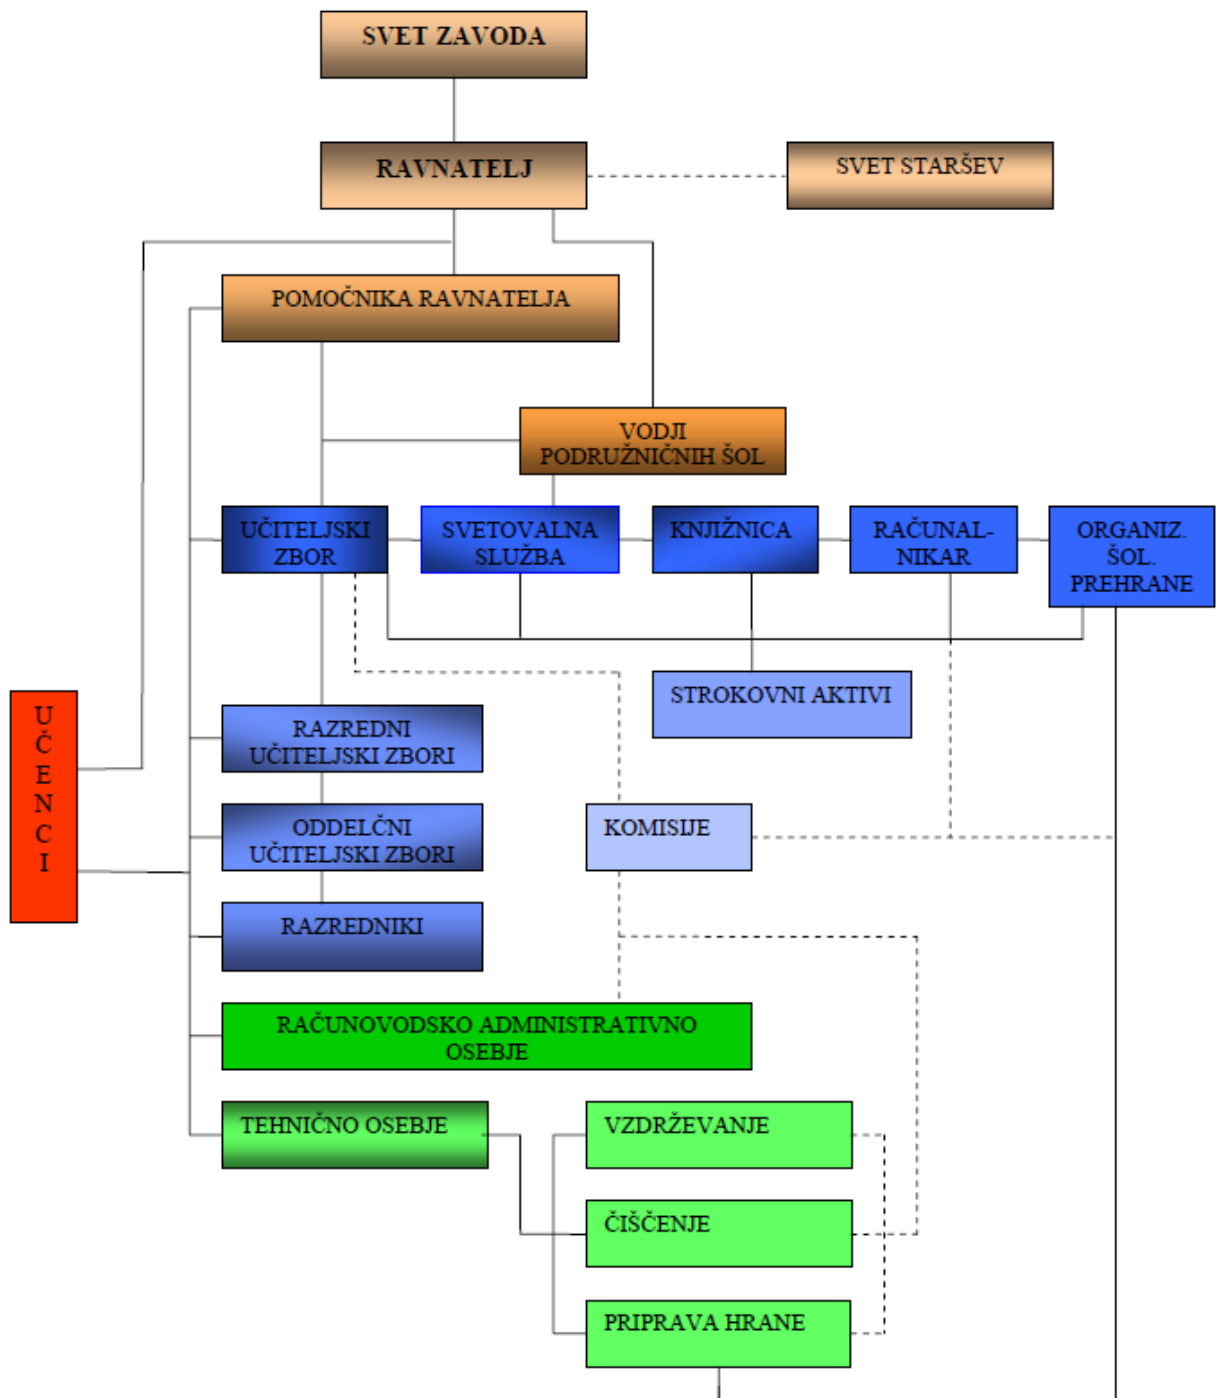 SVET ZAVODA
RAVNATELJ
SVET STARŠEV
POMOČNIKA RAVNATELJA
VODJI
PODRUŽNIČNIH ŠOL
UČITELJSKI
ZBOR
SVETOVALNA
SLUŽBA
KNJIŽNICA
RAČUNAL-
NIKAR
ORGANIZ.
ŠOL.
PREHRANE
STROKOVNI AKTIVI
U
Č
E
N
C
I
RAZREDNI
UČITELJSKI ZBORI
ODDELČNI
UČITELJSKI ZBORI
KOMISIJE
RAZREDNIKI
RAČUNOVODSKO ADMINISTRATIVNO
OSEBJE
TEHNIČNO OSEBJE
VZDRŽEVANJE
ČIŠČENJE
PRIPRAVA HRANE